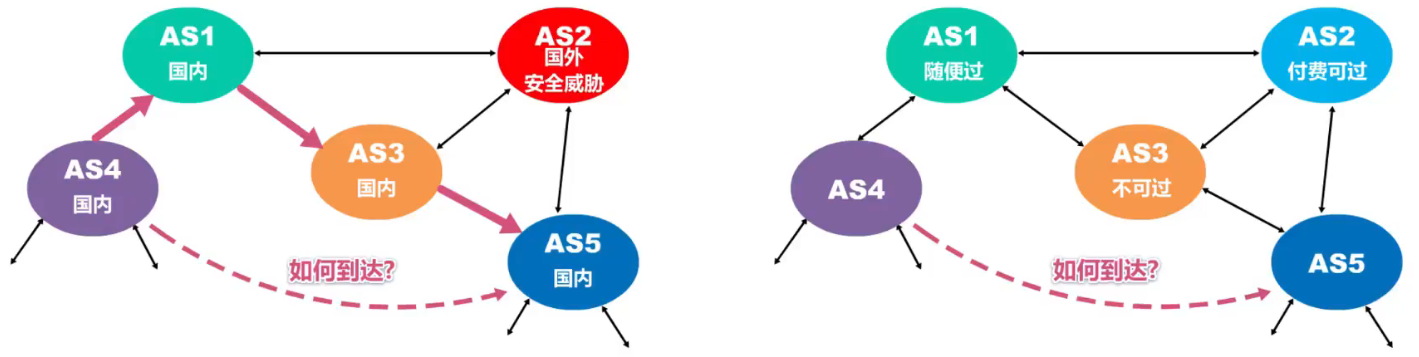 AS1
国内
AS2
国外
安全威胁
AS3
国内
AS4
国内
AS5
国内
如何到达?
AS1
随便过
AS2
付费可过
AS3
不可过
AS4
AS5
如何到达?